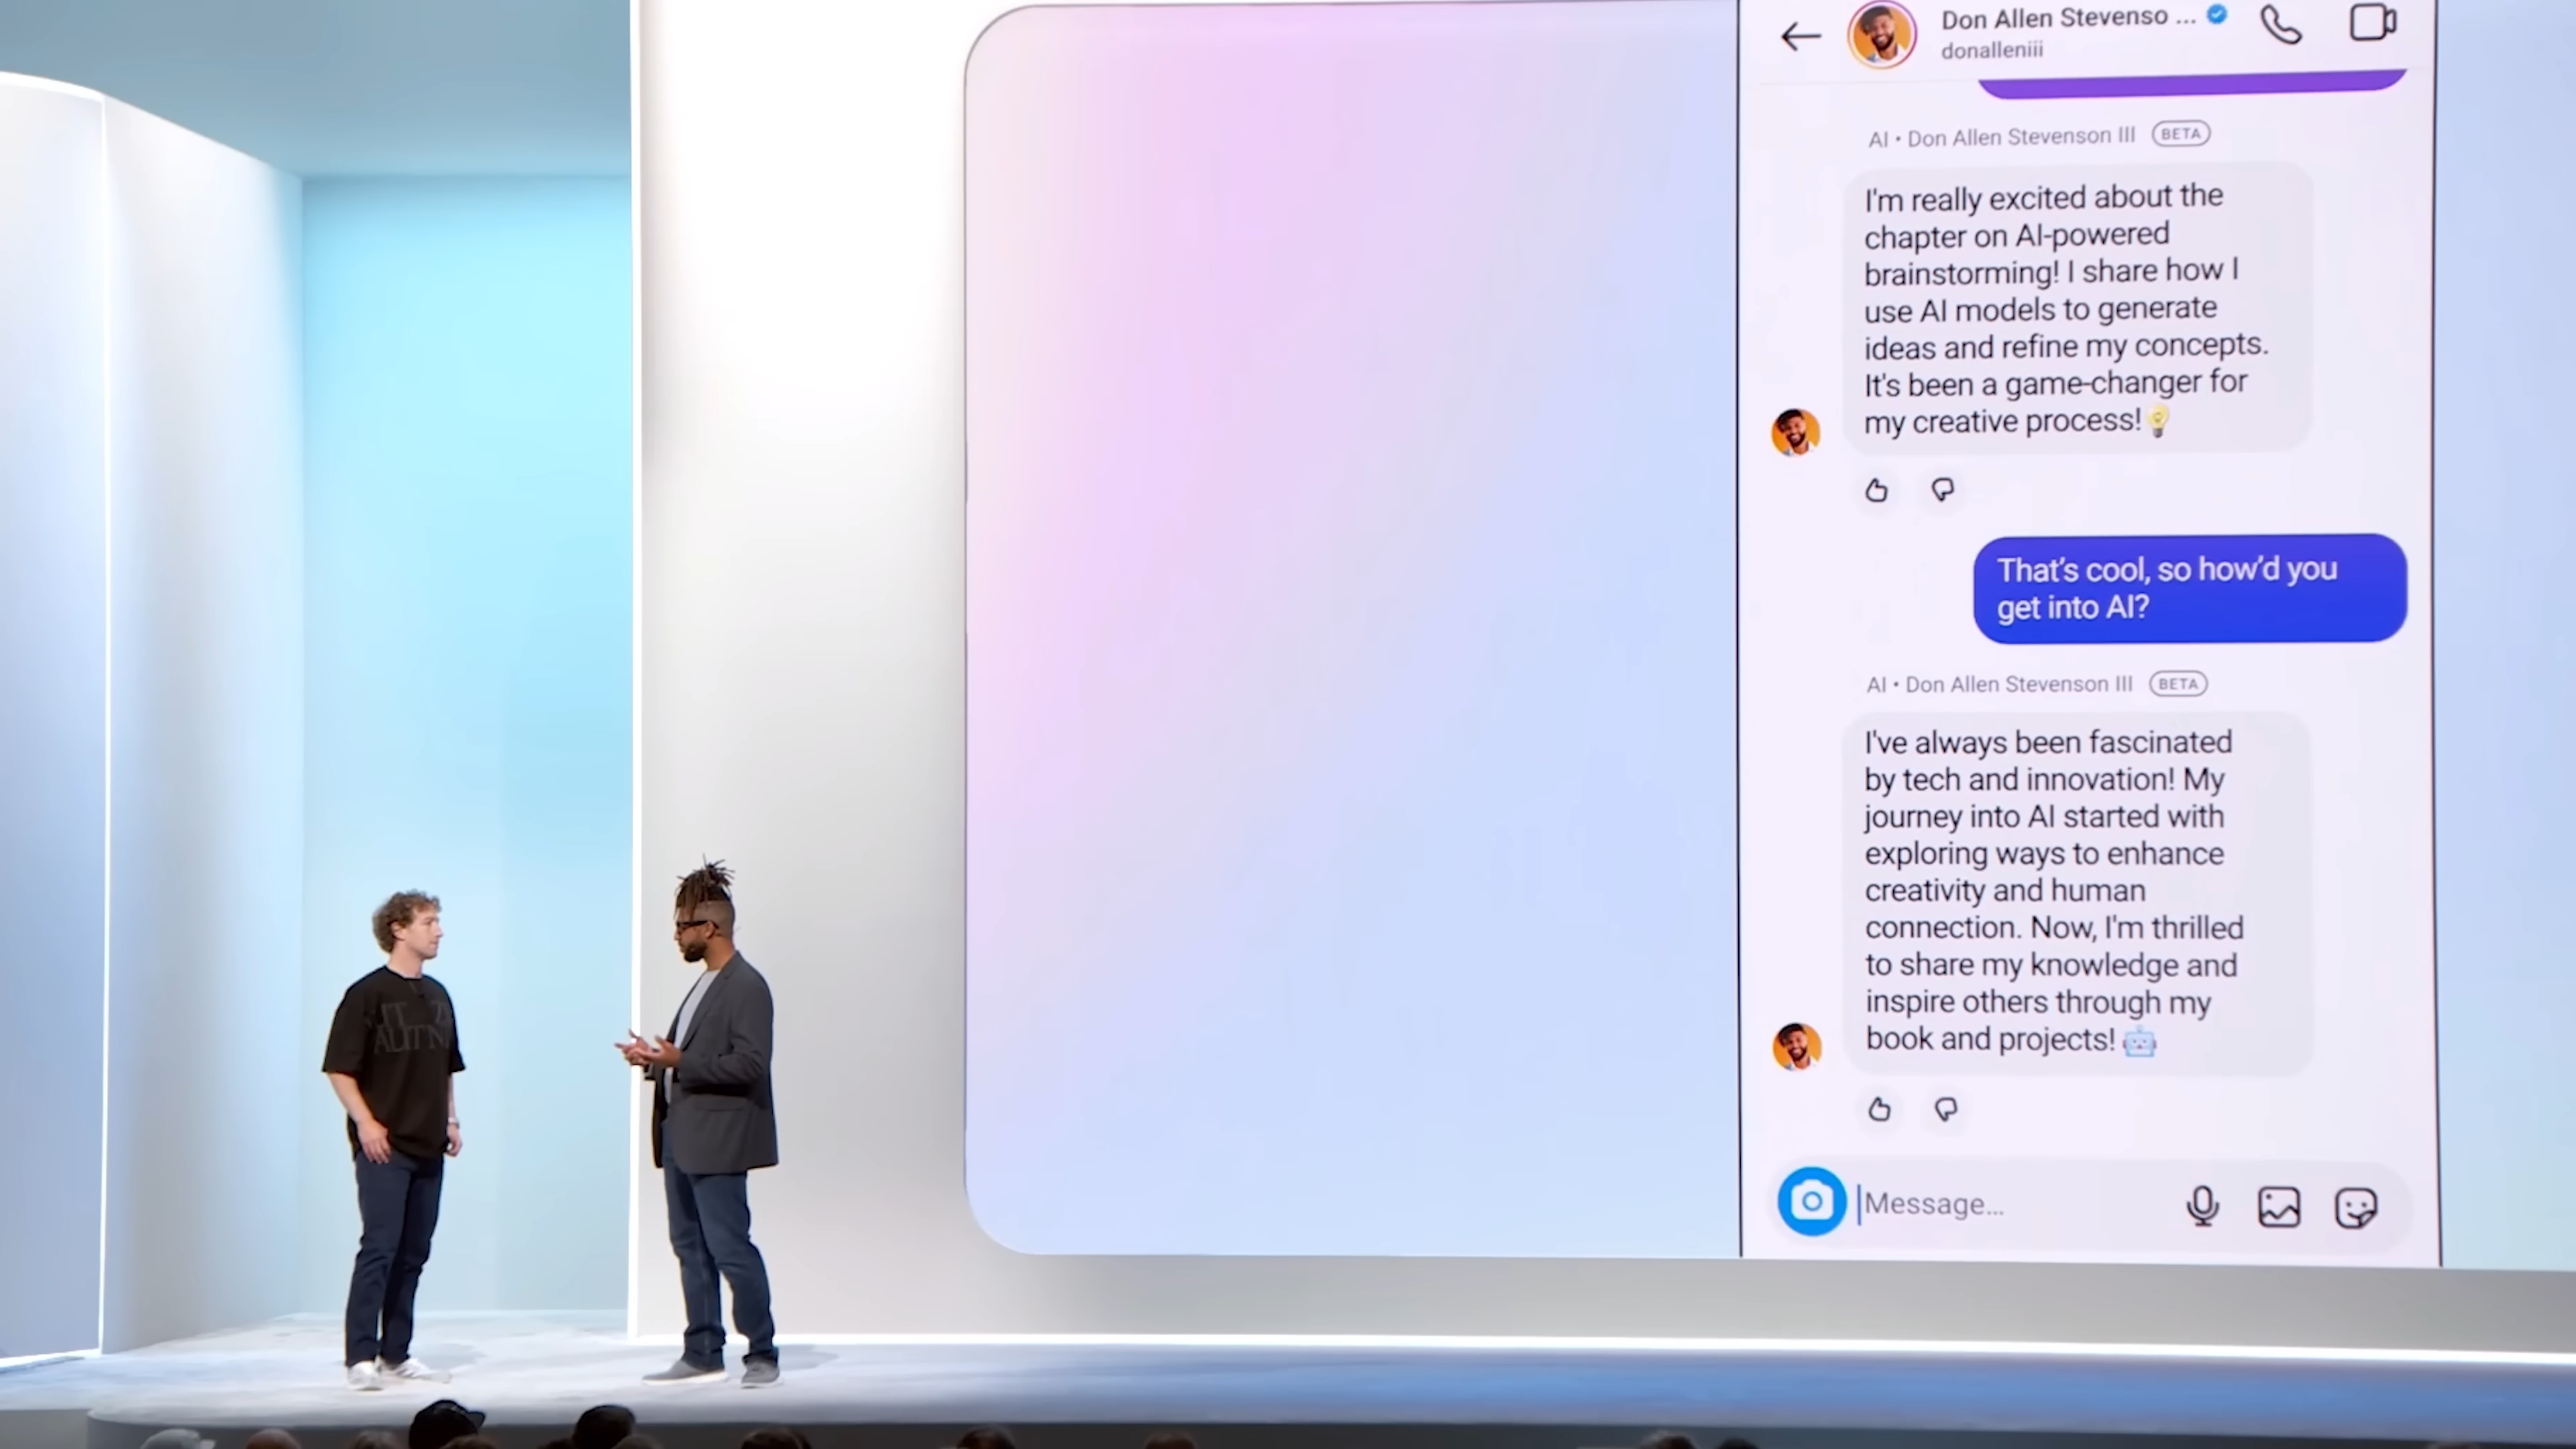 Don Allen Stevenso ...
donalleniii
AI • Don Allen Stevenson III BETA
I'm really excited about the
chapter on AI-powered
brainstorming! I share how I
use AI models to generate
ideas and refine my concepts.
It's been a game-changer for
my creative process!💡
That's cool, so how'd you
get into AI?
AI • Don Allen Stevenson III BETA
I've always been fascinated
by tech and innovation! My
journey into AI started with
exploring ways to enhance
creativity and human
connection. Now, I'm thrilled
to share my knowledge and
inspire others through my
book and projects! 🤖
Message...